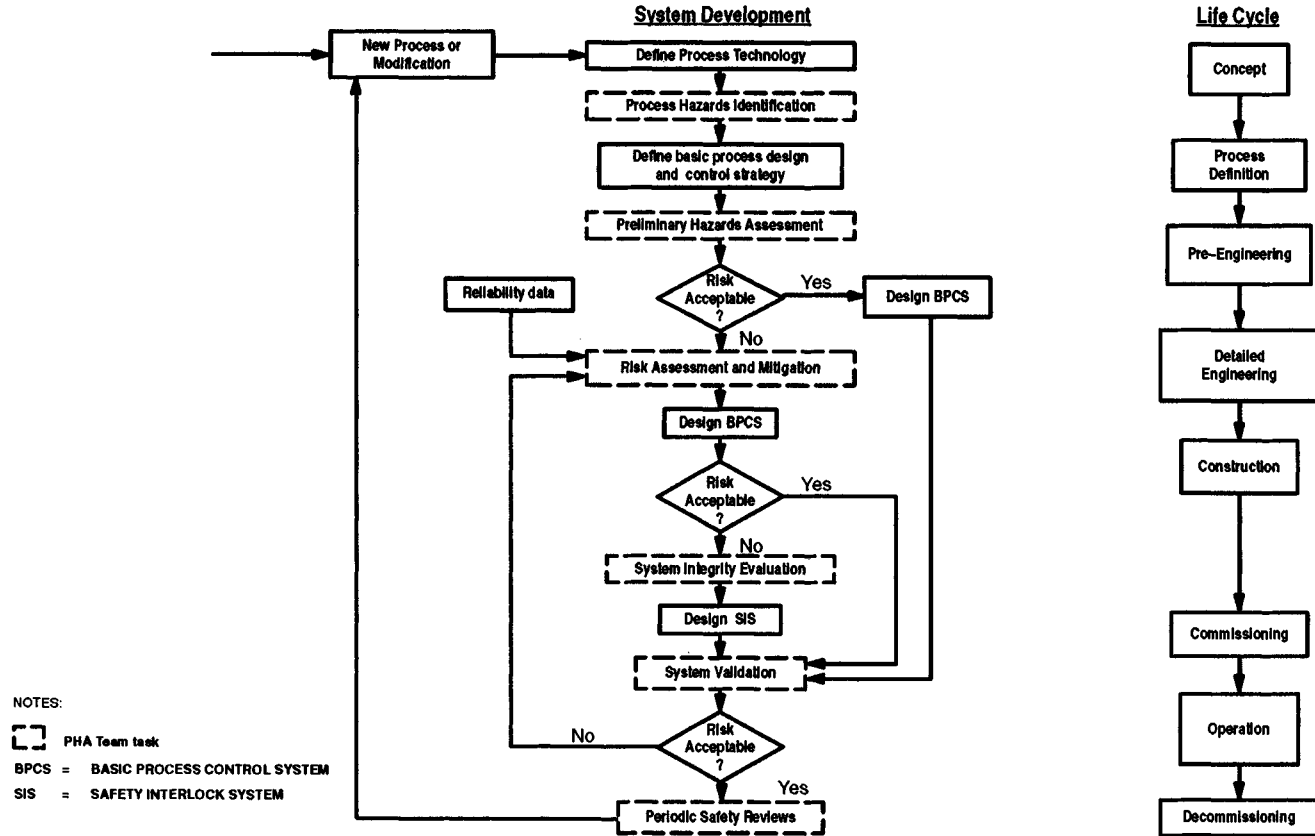 System Development
Life Cycle
New Process or
Modification
Define Process Technology
Concept
Process Hazards Identification
Define basic process design
and control strategy
Process
Definition
Preliminary Hazards Assessment
Pre-Engineering
Risk
Acceptable
?
Yes
Design BPCS
Reliability data
No
Risk Assessment and Mitigation
Detailed
Engineering
Design BPCS
Construction
Risk
Acceptable
?
Yes
No
System Integrity Evaluation
Design SIS
Commissioning
System Validation
Risk
Acceptable
?
No
Yes
Operation
Periodic Safety Reviews
Decommissioning
NOTES:
PHA Team task
BPCS = BASIC PROCESS CONTROL SYSTEM
SIS = SAFETY INTERLOCK SYSTEM